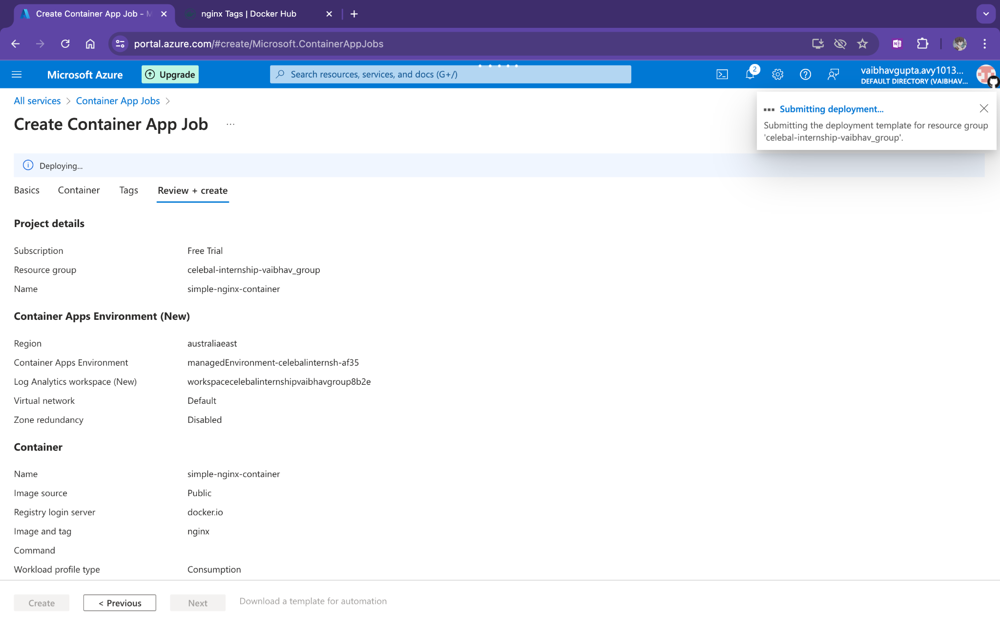 Create Container App Job - M
nginx Tags | Docker Hub
portal.azure.com/#create/Microsoft.ContainerAppJobs
Microsoft Azure
Upgrade
Search resources, services, and docs (G+/)
2
vaibhavgupta.avy1013...
DEFAULT DIRECTORY (VAIBHAV...
All services > Container App Jobs >
Create Container App Job ...
Submitting deployment...
Submitting the deployment template for resource group
'celebal-internship-vaibhav_group'.
Deploying...
Basics Container Tags Review + create
Project details
Subscription Free Trial
Resource group celebal-internship-vaibhav_group
Name simple-nginx-container
Container Apps Environment (New)
Region australiaeast
Container Apps Environment managedEnvironment-celebalinternsh-af35
Log Analytics workspace (New) workspacecelebalinternshipvaibhavgroup8b2e
Virtual network Default
Zone redundancy Disabled
Container
Name simple-nginx-container
Image source Public
Registry login server docker.io
Image and tag nginx
Command
Workload profile type Consumption
Create < Previous Next Download a template for automation